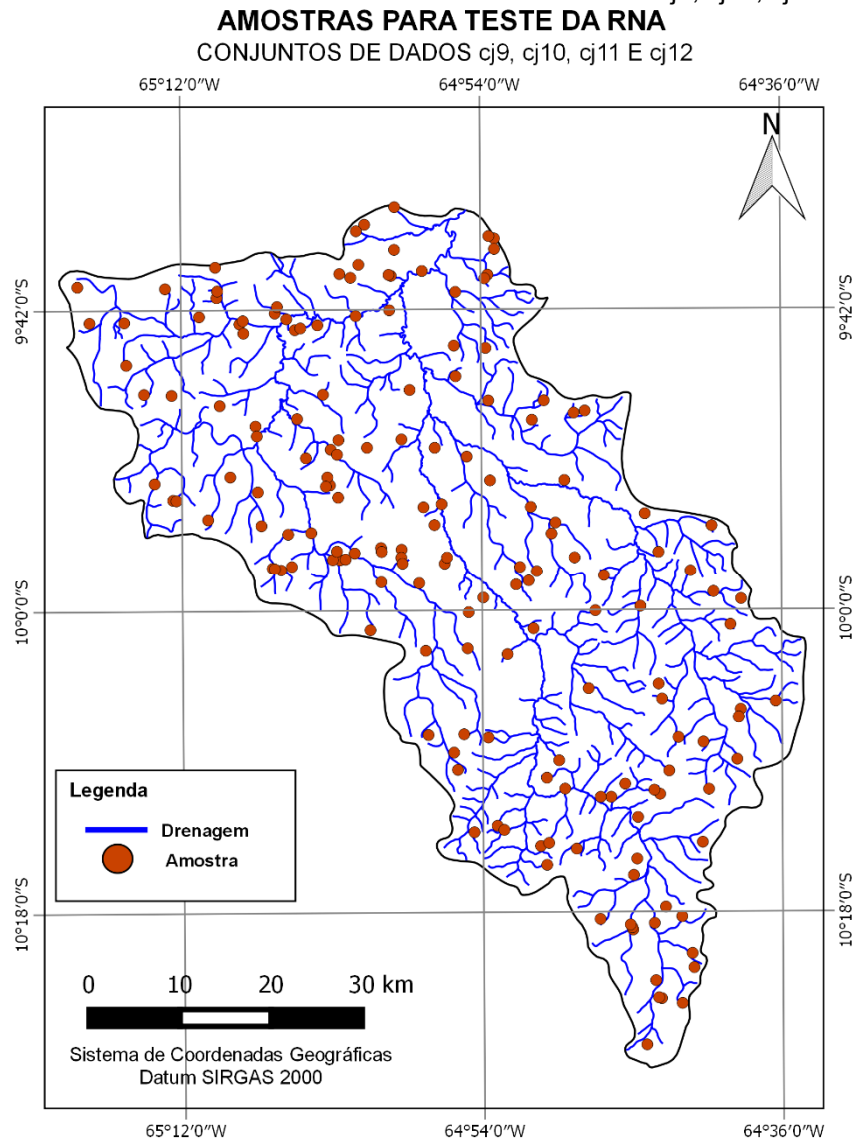 AMOSTRAS PARA TESTE DA RNA
CONJUNTOS DE DADOS cj9, cj10, cj11 E cj12
65°12′0″W 64°54′0″W 64°36′0″W
N
9°42′0″S 9°42′0″S
10°0′0″S 10°0′0″S
Legenda
Drenagem
Amostra
10°18′0″S 10°18′0″S
0 10 20 30 km
Sistema de Coordenadas Geográficas
Datum SIRGAS 2000
65°12′0″W 64°54′0″W 64°36′0″W